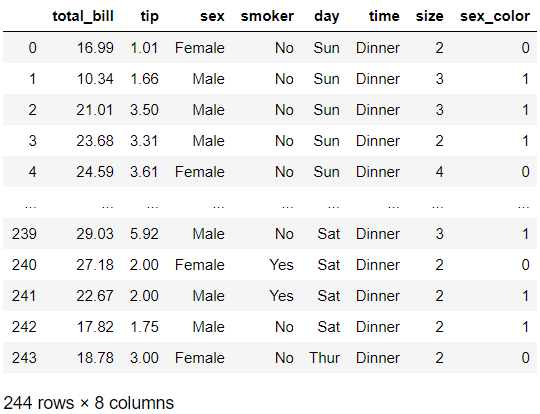 total_bill tip sex smoker day time size sex_color
0 16.99 1.01 Female No Sun Dinner 2 0
1 10.34 1.66 Male No Sun Dinner 3 1
2 21.01 3.50 Male No Sun Dinner 3 1
3 23.68 3.31 Male No Sun Dinner 2 1
4 24.59 3.61 Female No Sun Dinner 4 0
... ... ... ... ... ... ... ... ...
239 29.03 5.92 Male No Sat Dinner 3 1
240 27.18 2.00 Female Yes Sat Dinner 2 0
241 22.67 2.00 Male Yes Sat Dinner 2 1
242 17.82 1.75 Male No Sat Dinner 2 1
243 18.78 3.00 Female No Thur Dinner 2 0
244 rows × 8 columns